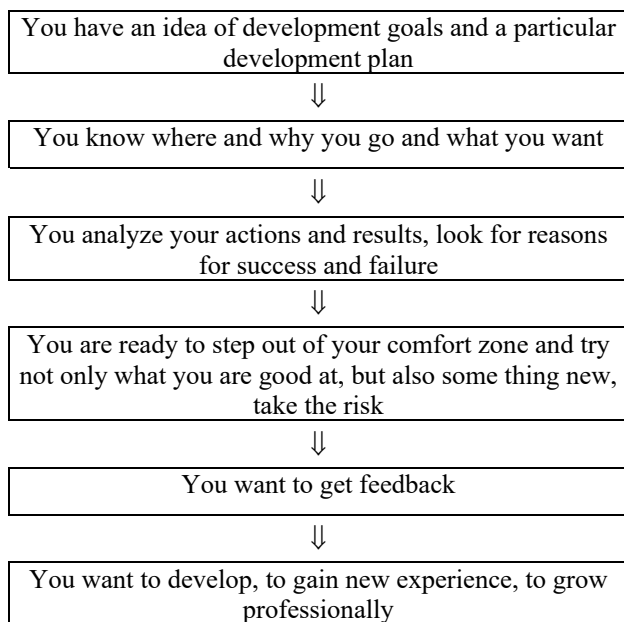 You have an idea of development goals and a particular
development plan
⇓
You know where and why you go and what you want
⇓
You analyze your actions and results, look for reasons
for success and failure
⇓
You are ready to step out of your comfort zone and try
not only what you are good at, but also some thing new,
take the risk
⇓
You want to get feedback
⇓
You want to develop, to gain new experience, to grow
professionally